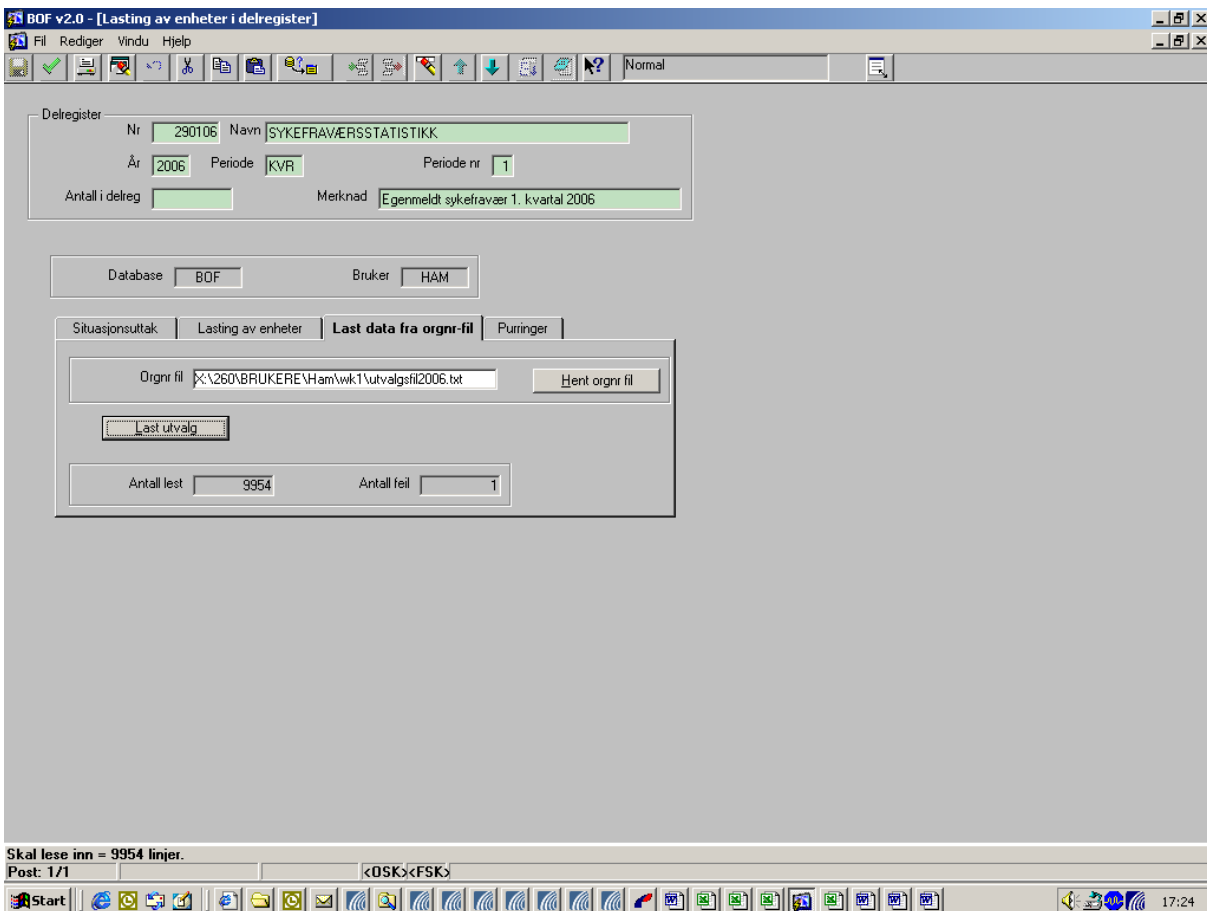 BOF v2.0 - [Lasting av enheter i delregister]
Fil Rediger Vindu Hjelp
Normal
Delregister
Nr 290106 Navn SYKEFRAVÆRSSTATISTIKK
År 2006 Periode KVR Periode nr 1
Antall i delreg Merknad Egenmeldt sykefravær 1. kvartal 2006
Database BOF Bruker HAM
Situasjonsuttak Lasting av enheter Last data fra orgnr-fil Purringer
Orgnr fil X:\260\BRUKERE\Ham\wk1\utvalgsfil2006.txt Hent orgnr fil
Last utvalg
Antall lest 9954 Antall feil 1
Skal lese inn = 9954 linjer.
Post: 1/1 <OSK><FSK>
Start 17:24